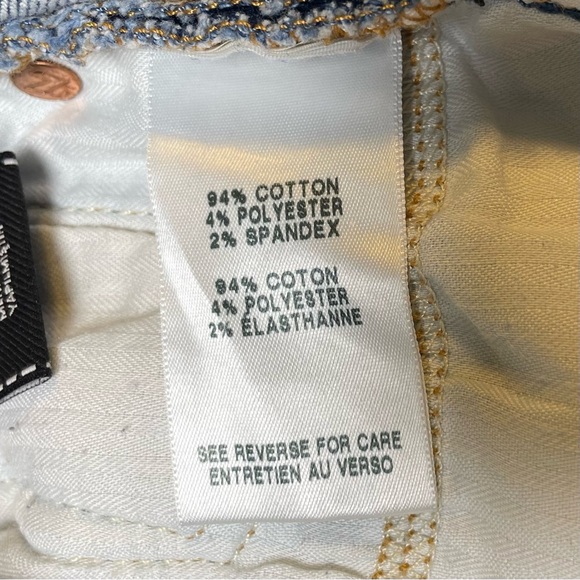 94% COTTON
4% POLYESTER
2% SPANDEX
94% COTON
4% POLYESTER
2% ÉLASTHANNE
SEE REVERSE FOR CARE
ENTRETIEN AU VERSO